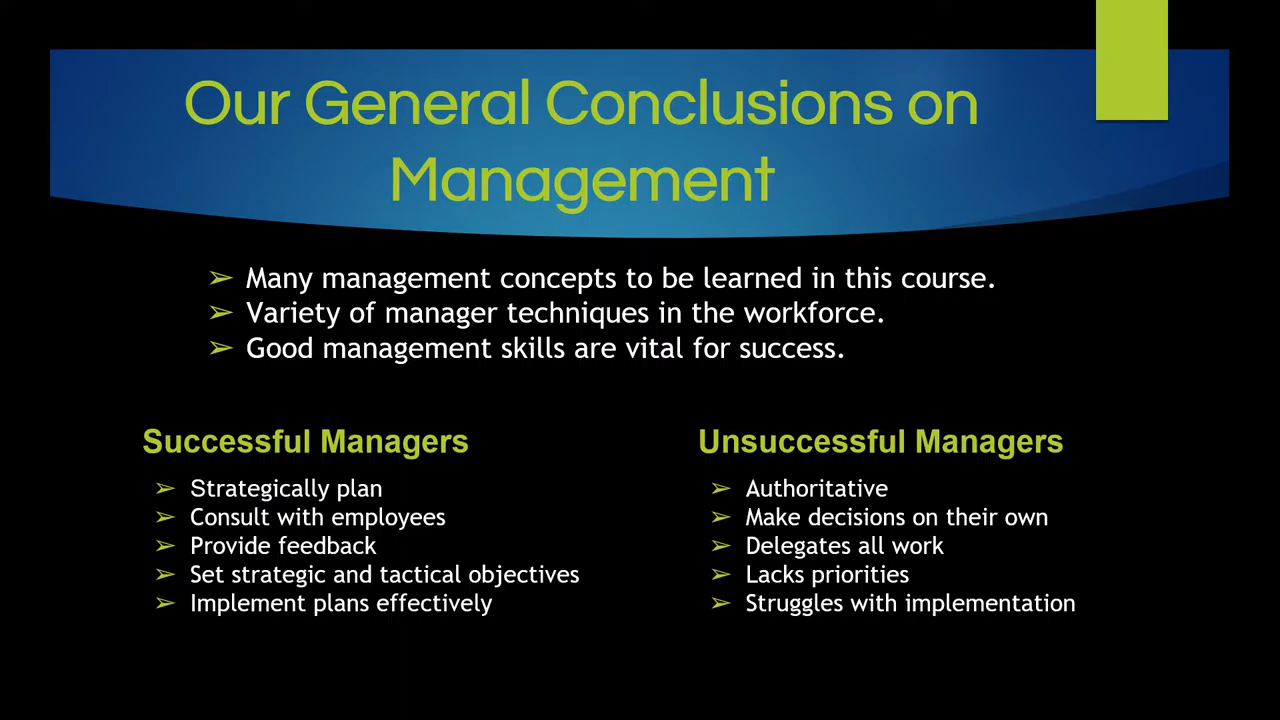 Our General Conclusions on
Management
➢ Many management concepts to be learned in this course.
➢ Variety of manager techniques in the workforce.
➢ Good management skills are vital for success.
Successful Managers
➢ Strategically plan
➢ Consult with employees
➢ Provide feedback
➢ Set strategic and tactical objectives
➢ Implement plans effectively
Unsuccessful Managers
➢ Authoritative
➢ Make decisions on their own
➢ Delegates all work
➢ Lacks priorities
➢ Struggles with implementation